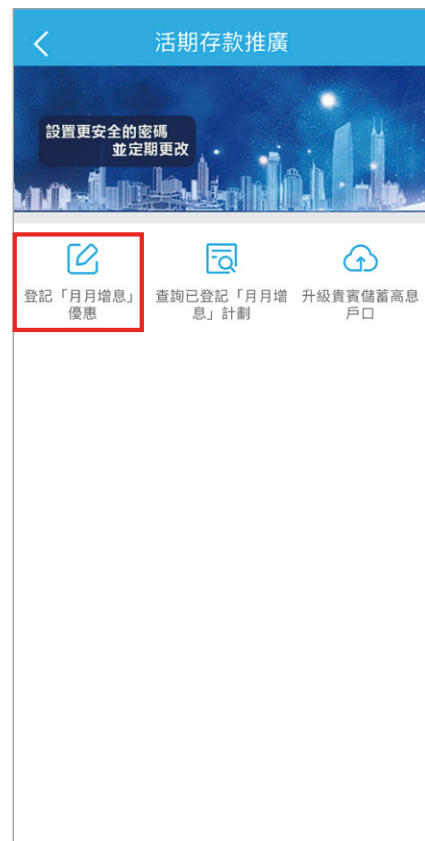 活期存款推廣
設置更安全的密碼
並定期更改
登記「月月增息」
優惠
查詢已登記「月月增
息」計劃
升級貴賓儲蓄高息
戶口